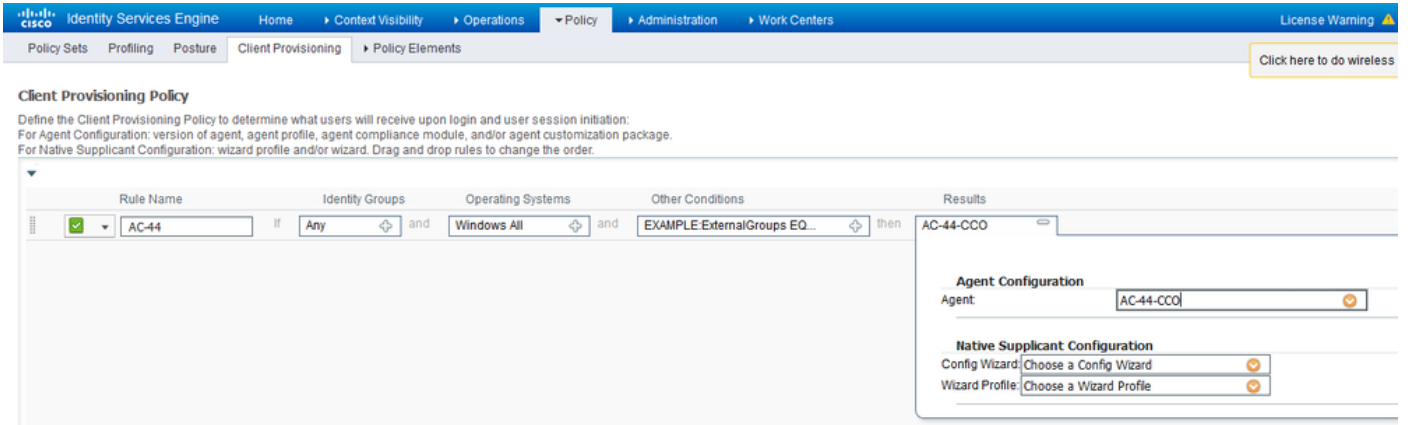 cisco Identity Services Engine Home Context Visibility Operations Policy Administration Work Centers License Warning
Policy Sets Profiling Posture Client Provisioning Policy Elements
Click here to do wireless
Client Provisioning Policy
Define the Client Provisioning Policy to determine what users will receive upon login and user session initiation:
For Agent Configuration: version of agent, agent profile, agent compliance module, and/or agent customization package.
For Native Supplicant Configuration: wizard profile and/or wizard. Drag and drop rules to change the order.
Rule Name Identity Groups Operating Systems Other Conditions Results
AC-44 If Any and Windows All and EXAMPLE:ExternalGroups EQ... then AC-44-CCO
Agent Configuration
Agent: AC-44-CCO
Native Supplicant Configuration
Config Wizard: Choose a Config Wizard
Wizard Profile: Choose a Wizard Profile